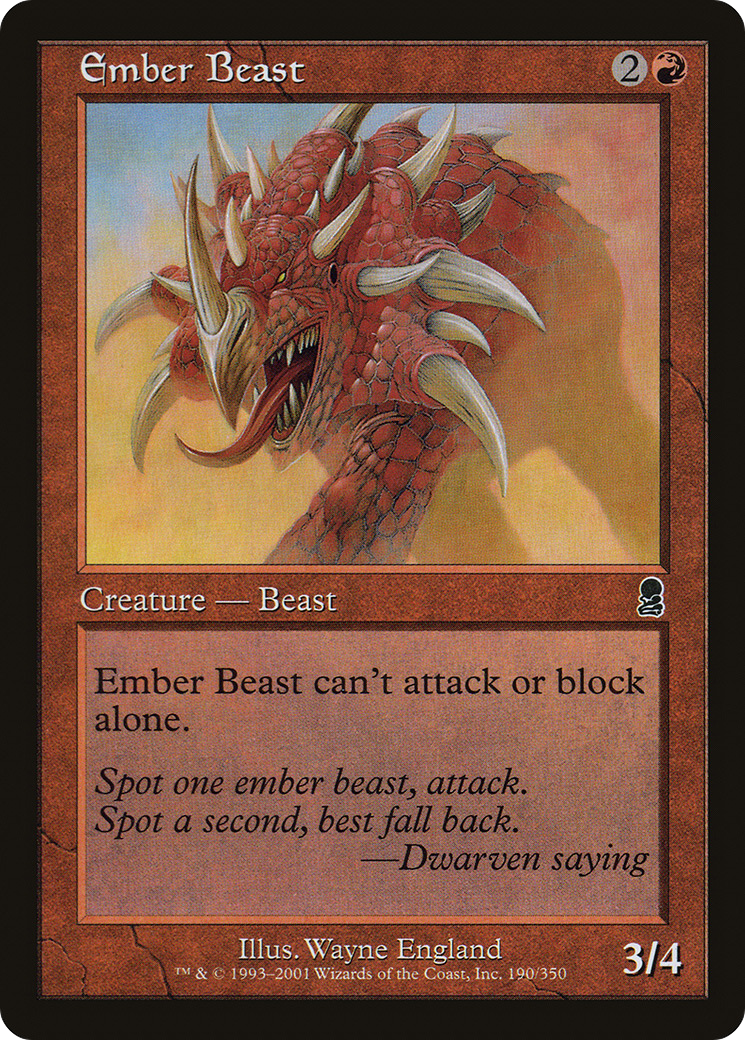 Ember Beast 2
Creature — Beast
Ember Beast can't attack or block
alone.
Spot one ember beast, attack.
Spot a second, best fall back.
—Dwarven saying
Illus. Wayne England
™ & © 1993–2001 Wizards of the Coast, Inc. 190/350
3/4